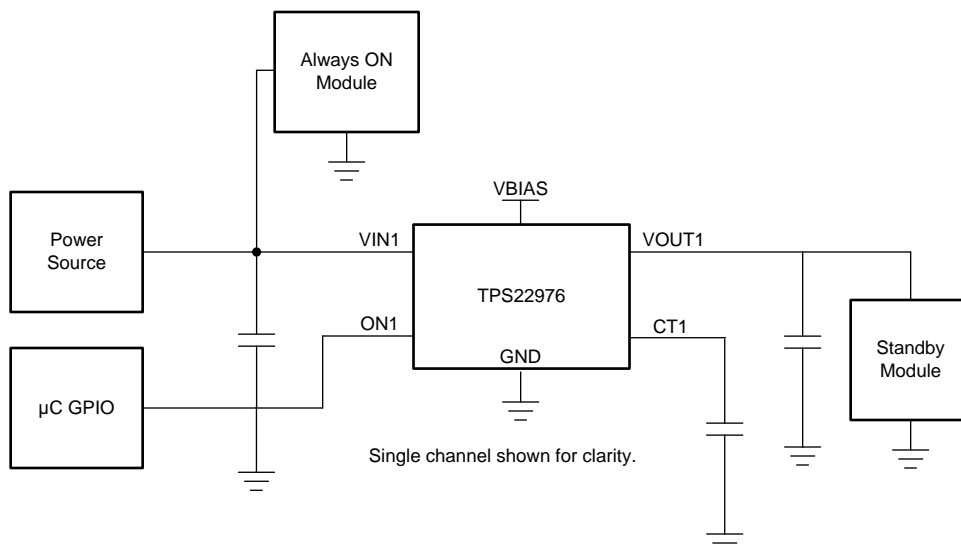 Always ON
Module
VBIAS
Power
Source
VIN1
VOUT1
TPS22976
ON1
CT1
GND
Standby
Module
µC GPIO
Single channel shown for clarity.